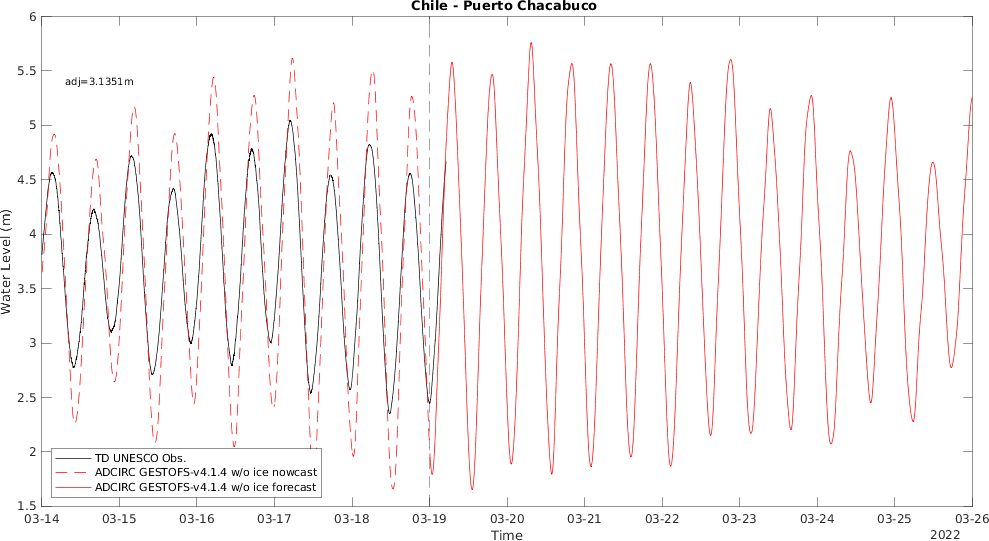 Chile - Puerto Chacabuco
6
5.5
5
4.5
4
3.5
3
2.5
2
1.5
Water Level (m)
adj=3.1351m
TD UNESCO Obs.
ADCIRC GESTOFS-v4.1.4 w/o ice nowcast
ADCIRC GESTOFS-v4.1.4 w/o ice forecast
03-14 03-15 03-16 03-17 03-18 03-19 03-20 03-21 03-22 03-23 03-24 03-25 03-26
Time
2022